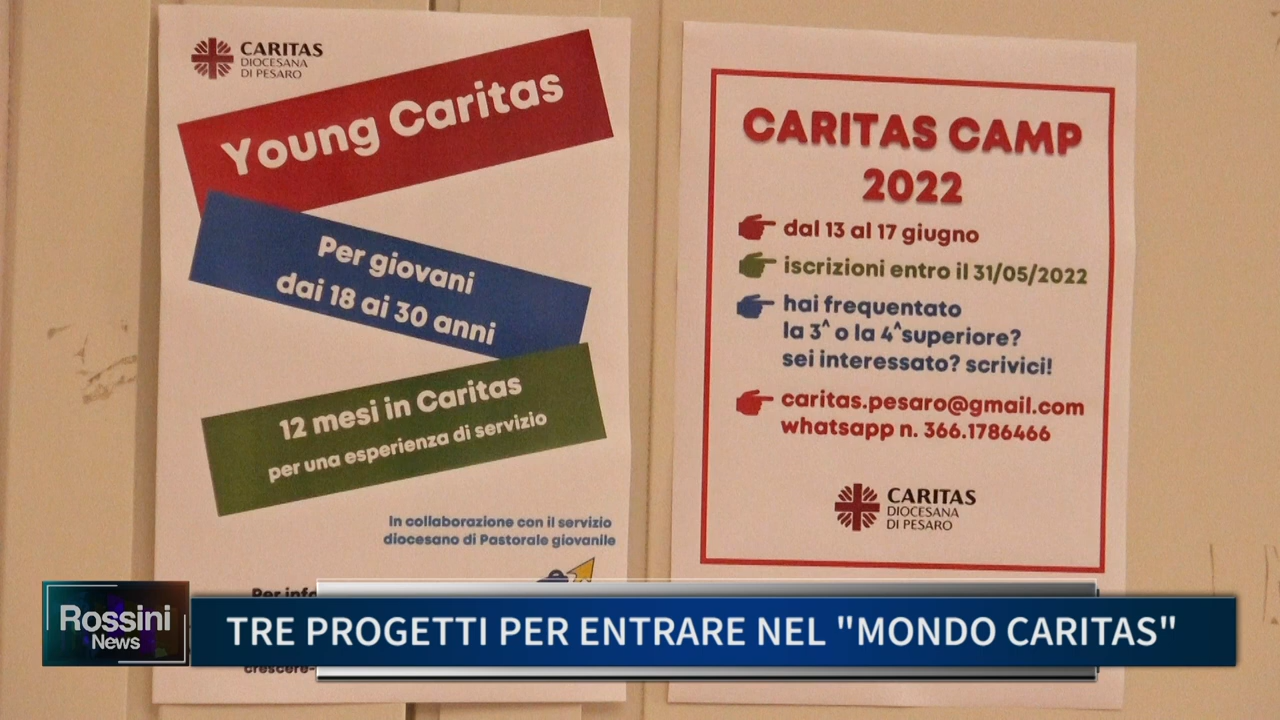 CARITAS
DIOCESANA
DI PESARO
Young Caritas
Per giovani
dai 18 ai 30 anni
12 mesi in Caritas
per una esperienza di servizio
In collaborazione con il servizio
diocesano di Pastorale giovanile
Per info
crescere-
CARITAS CAMP
2022
dal 13 al 17 giugno
iscrizioni entro il 31/05/2022
hai frequentato
la 3^ o la 4^superiore?
sei interessato? scrivici!
caritas.pesaro@gmail.com
whatsapp n. 366.1786466
CARITAS
DIOCESANA
DI PESARO
Rossini
News
TRE PROGETTI PER ENTRARE NEL "MONDO CARITAS"